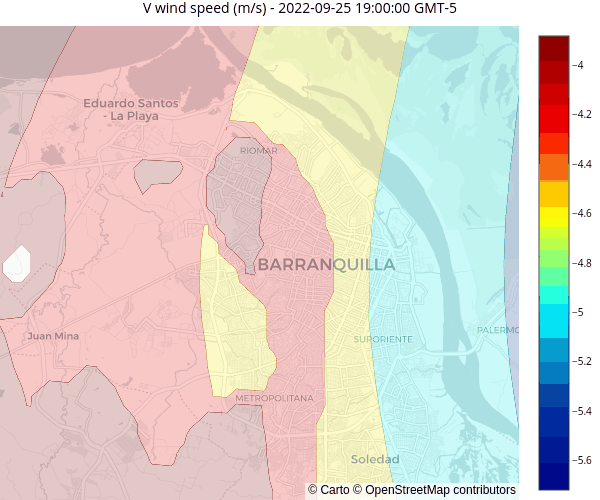 V wind speed (m/s) - 2022-09-25 19:00:00 GMT-5
Eduardo Santos
- La Playa
RIOMAR
BARRANQUILLA
Juan Mina
SURORIENTE
PALERMO
METROPOLITANA
Soledad
© Carto © OpenStreetMap contributors
−4
−4.2
−4.4
−4.6
−4.8
−5
−5.2
−5.4
−5.6